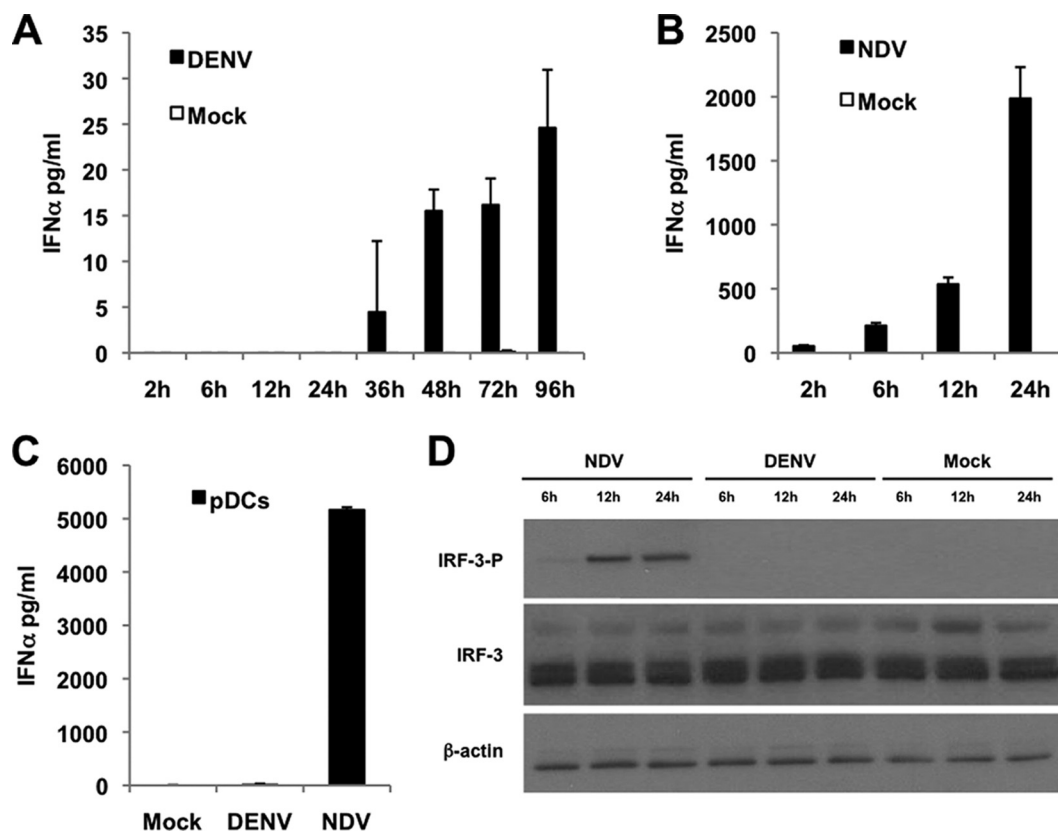 A
35
30
25
20
15
10
5
0
IFNα pg/ml
DENV
Mock
2h 6h 12h 24h 36h 48h 72h 96h
B
2500
2000
1500
1000
500
0
IFNα pg/ml
NDV
Mock
2h 6h 12h 24h
C
6000
5000
4000
3000
2000
1000
0
IFNα pg/ml
pDCs
Mock DENV NDV
D
NDV DENV Mock
6h 12h 24h 6h 12h 24h 6h 12h 24h
IRF-3-P
IRF-3
β-actin